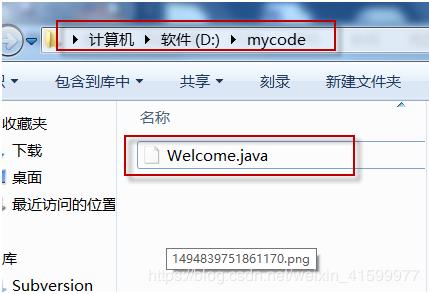 计算机 软件 (D:) mycode
包含到库中 共享 刻录 新建文件夹
收藏夹
名称
下载
Welcome.java
桌面
最近访问的位置
1494839751861170.png
库
https://blog.csdn.net/weixin_41599977
Subversion